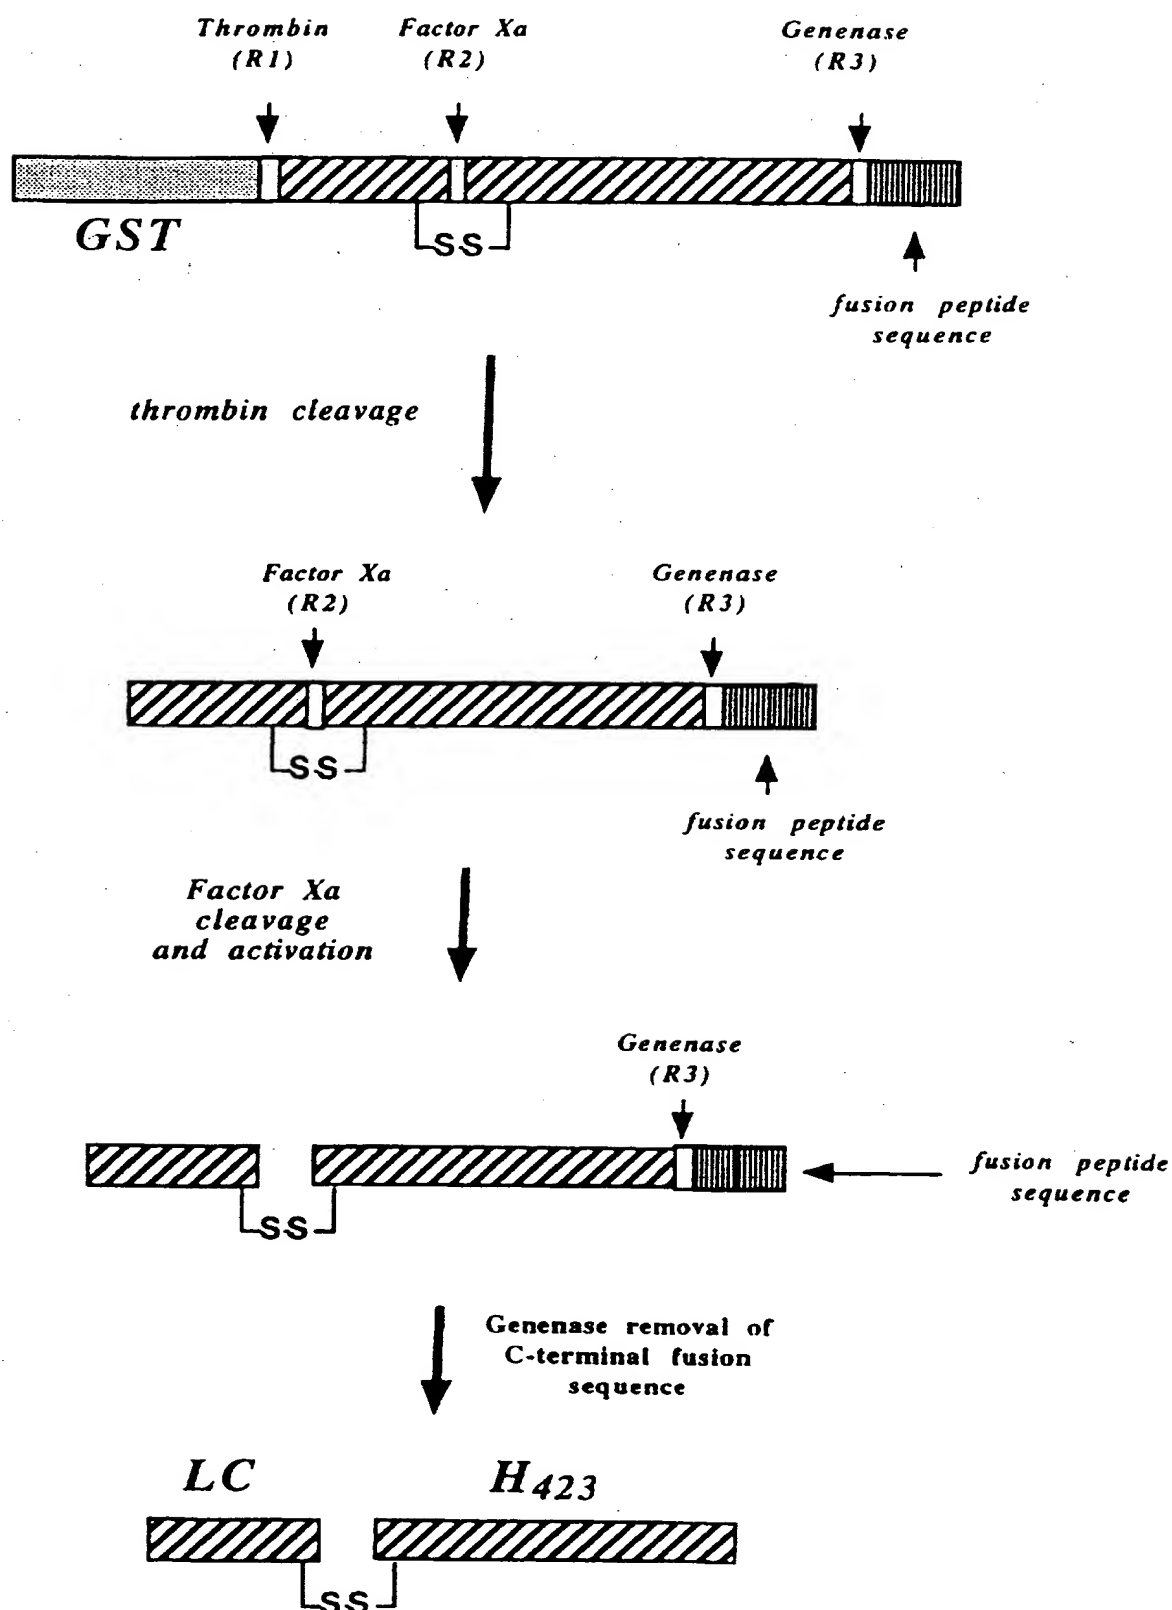 Thrombin
(R1)
Factor Xa
(R2)
Genenase
(R3)
GST
SS
fusion peptide
sequence
thrombin cleavage
Factor Xa
(R2)
Genenase
(R3)
SS
fusion peptide
sequence
Factor Xa
cleavage
and activation
Genenase
(R3)
SS
fusion peptide
sequence
Genenase removal of
C-terminal fusion
sequence
LC
H423
SS